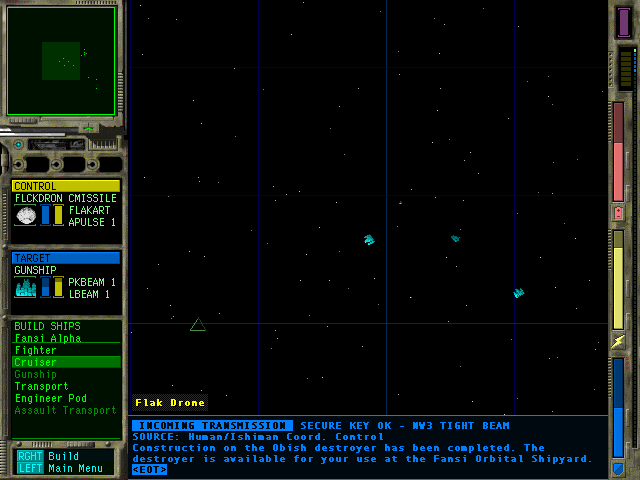 CONTROL
FLCKDRON CMISSILE
FLAKART
APULSE 1
TARGET
GUNSHIP
PKBEAM 1
LBEAM 1
BUILD SHIPS
Fansi Alpha
Fighter
Cruiser
Gunship
Transport
Engineer Pod
Assault Transport
RGHT Build
LEFT Main Menu
Flak Drone
INCOMING TRANSMISSION SECURE KEY OK - NW3 TIGHT BEAM
SOURCE: Human/Ishiman Coord. Control
Construction on the Obish destroyer has been completed. The
destroyer is available for your use at the Fansi Orbital Shipyard.
<EOT>